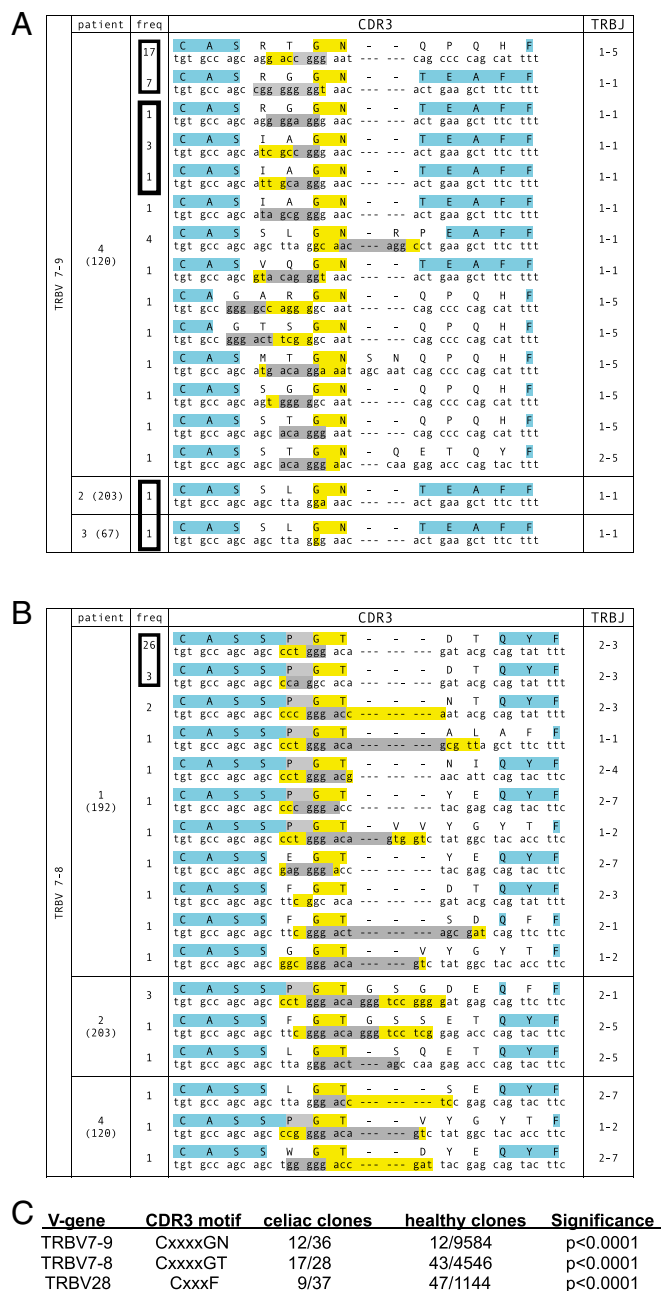 A
patient freq CDR3 TRBJ
TRBV 7-9
4
(120)
17 C A S R T G N - - Q P Q H F 1-5
tgt gcc agc agg acc ggg aat --- --- cag ccc cag cat ttt
7 C A S R G G N - - T E A F F 1-1
tgt gcc agc cgg ggg ggt aac --- --- act gaa gct ttc ttt
1 C A S R G G N - - T E A F F 1-1
tgt gcc agc agg gga ggg aac --- --- act gaa gct ttc ttt
3 C A S I A G N - - T E A F F 1-1
tgt gcc agc atc gcc ggg aac --- --- act gaa gct ttc ttt
1 C A S I A G N - - T E A F F 1-1
tgt gcc agc att gca ggg aac --- --- act gaa gct ttc ttt
1 C A S I A G N - - T E A F F 1-1
tgt gcc agc ata gcg ggg aac --- --- act gaa gct ttc ttt
4 C A S S L G N - R P E A F F 1-1
tgt gcc agc agc tta ggc aac --- agg cct gaa gct ttc ttt
1 C A S V Q G N - - T E A F F 1-1
tgt gcc agc gta cag ggt aac --- --- act gaa gct ttc ttt
1 C A G A R G N - - Q P Q H F 1-5
tgt gcc ggg gcc agg ggc aat --- --- cag ccc cag cat ttt
1 C A G T S G N - - Q P Q H F 1-5
tgt gcc ggg act tcg ggc aat --- --- cag ccc cag cat ttt
1 C A S M T G N S N Q P Q H F 1-5
tgt gcc agc atg aca gga aat agc aat cag ccc cag cat ttt
1 C A S S G G N - - Q P Q H F 1-5
tgt gcc agc agt ggg ggc aat --- --- cag ccc cag cat ttt
1 C A S S T G N - - Q P Q H F 1-5
tgt gcc agc agc aca ggg aat --- --- cag ccc cag cat ttt
1 C A S S T G N - Q E T Q Y F 2-5
tgt gcc agc agc aca ggg aac --- caa gag acc cag tac ttc
2 (203) 1 C A S S L G N - - T E A F F 1-1
tgt gcc agc agc tta gga aac --- --- act gaa gct ttc ttt
3 (67) 1 C A S S L G N - - T E A F F 1-1
tgt gcc agc agc tta ggg aac --- --- act gaa gct ttc ttt
B
patient freq CDR3 TRBJ
TRBV 7-8
1
(192)
26 C A S S P G T - - - D T Q Y F 2-3
tgt gcc agc agc cct ggg aca --- --- --- gat acg cag tat ttt
3 C A S S P G T - - - D T Q Y F 2-3
tgt gcc agc agc cca ggc aca --- --- --- gat acg cag tat ttt
2 C A S S P G T - - - N T Q Y F 2-3
tgt gcc agc agc ccc ggg acc --- --- --- aat acg cag tat ttt
1 C A S S P G T - - - A L A F F 1-1
tgt gcc agc agc cct ggg aca --- --- --- gcg tta gct ttc ttt
1 C A S S P G T - - - N I Q Y F 2-4
tgt gcc agc agc cct ggg acg --- --- --- aac att cag tac ttc
1 C A S S P G T - - - Y E Q Y F 2-7
tgt gcc agc agc ccc ggg acc --- --- --- tac gag cag tac ttc
1 C A S S P G T - V V Y G Y T F 1-2
tgt gcc agc agc cct ggg aca --- gtg gtc tat ggc tac acc ttc
1 C A S S E G T - - - Y E Q Y F 2-7
tgt gcc agc agc gag ggg acc --- --- --- tac gag cag tac ttc
1 C A S S F G T - - - D T Q Y F 2-3
tgt gcc agc agc ttc ggc aca --- --- --- gat acg cag tat ttt
1 C A S S F G T - - - S D Q F F 2-1
tgt gcc agc agc ttc ggg act --- --- --- agc gat cag ttc ttc
1 C A S S G G T - - V Y G Y T F 1-2
tgt gcc agc agc ggc ggg aca --- --- gtc tat ggc tac acc ttc
2
(203)
3 C A S S P G T G S G D E Q F F 2-1
tgt gcc agc agc cct ggg aca ggg tcc ggg gat gag cag ttc ttc
1 C A S S F G T G S S E T Q Y F 2-5
tgt gcc agc agc ttc ggg aca ggg tcc tcg gag acc cag tac ttc
1 C A S S L G T - S Q E T Q Y F 2-5
tgt gcc agc agc tta ggg act --- agc caa gag acc cag tac ttc
4
(120)
1 C A S S L G T - - - S E Q Y F 2-7
tgt gcc agc agc tta ggg acc --- --- --- tcc gag cag tac ttc
1 C A S S P G T - - V Y G Y T F 1-2
tgt gcc agc agc ccg ggg aca --- --- gtc tat ggc tac acc ttc
1 C A S S W G T - - D Y E Q Y F 2-7
tgt gcc agc agc tgg ggg acc --- --- gat tac gag cag tac ttc
C
V-gene CDR3 motif celiac clones healthy clones Significance
TRBV7-9 CxxxxGN 12/36 12/9584 p<0.0001
TRBV7-8 CxxxxGT 17/28 43/4546 p<0.0001
TRBV28 CxxxF 9/37 47/1144 p<0.0001